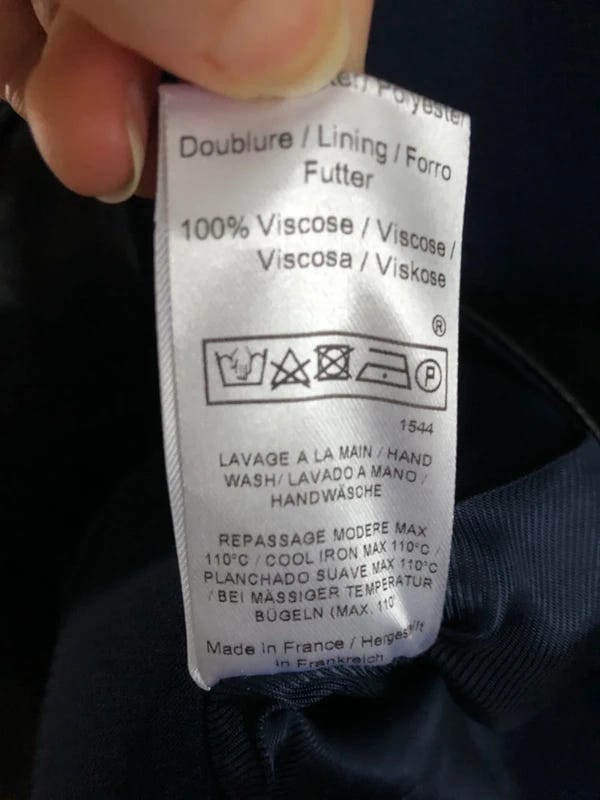 Polyester
Doublure / Lining / Forro
Futter
100% Viscose / Viscose /
Viscosa / Viskose
®
P
1544
LAVAGE A LA MAIN / HAND
WASH/ LAVADO A MANO /
HANDWÄSCHE
REPASSAGE MODERE MAX
110°C / COOL IRON MAX 110°C /
PLANCHADO SUAVE MAX 110°C
/ BEI MÄSSIGER TEMPERATUR
BÜGELN (MAX. 110°
Made in France / Hergestellt
in Frankreich